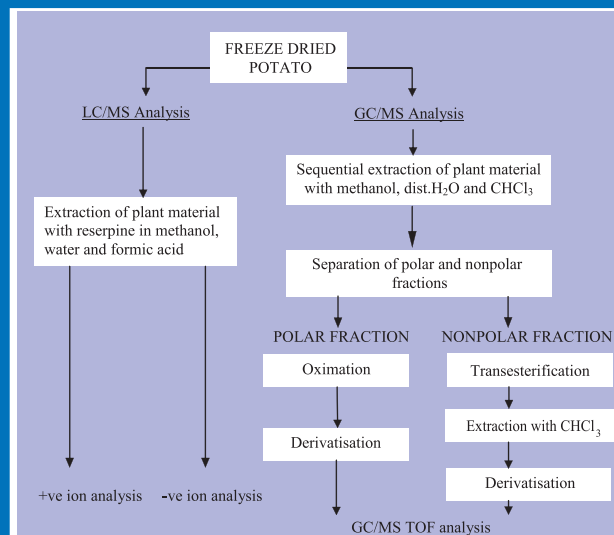 FREEZE DRIED
POTATO
LC/MS Analysis
GC/MS Analysis
Extraction of plant material
with reserpine in methanol,
water and formic acid
Sequential extraction of plant material
with methanol, dist.H₂O and CHCl₃
Separation of polar and nonpolar
fractions
POLAR FRACTION
NONPOLAR FRACTION
Oximation
Transesterification
Extraction with CHCl₃
Derivatisation
Derivatisation
+ve ion analysis
-ve ion analysis
GC/MS TOF analysis